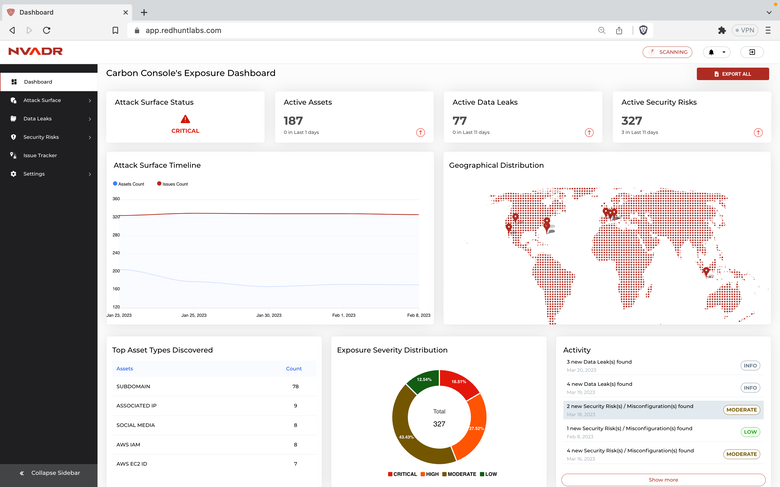 Dashboard
app.redhuntlabs.com
VPN
NVADR
SCANNING
Dashboard
Attack Surface
Data Leaks
Security Risks
Issue Tracker
Settings
Collapse Sidebar
Carbon Console's Exposure Dashboard
EXPORT ALL
Attack Surface Status
CRITICAL
Active Assets
187
0 in Last 1 days
Active Data Leaks
77
0 in Last 11 days
Active Security Risks
327
3 in Last 11 days
Attack Surface Timeline
Assets Count Issues Count
360
320
280
240
200
160
120
Jan 23, 2023 Jan 25, 2023 Jan 30, 2023 Feb 1, 2023 Feb 8, 2023
Geographical Distribution
Top Asset Types Discovered
Assets Count
SUBDOMAIN 78
ASSOCIATED IP 9
SOCIAL MEDIA 8
AWS IAM 8
AWS EC2 ID 7
Exposure Severity Distribution
12.54%
16.51%
27.52%
43.43%
Total
327
CRITICAL HIGH MODERATE LOW
Activity
3 new Data Leak(s) found
Mar 20, 2023
INFO
4 new Data Leak(s) found
Mar 19, 2023
INFO
2 new Security Risk(s) / Misconfiguration(s) found
Mar 16, 2023
MODERATE
1 new Security Risk(s) / Misconfiguration(s) found
Feb 8, 2023
LOW
4 new Security Risk(s) / Misconfiguration(s) found
MODERATE
Show more